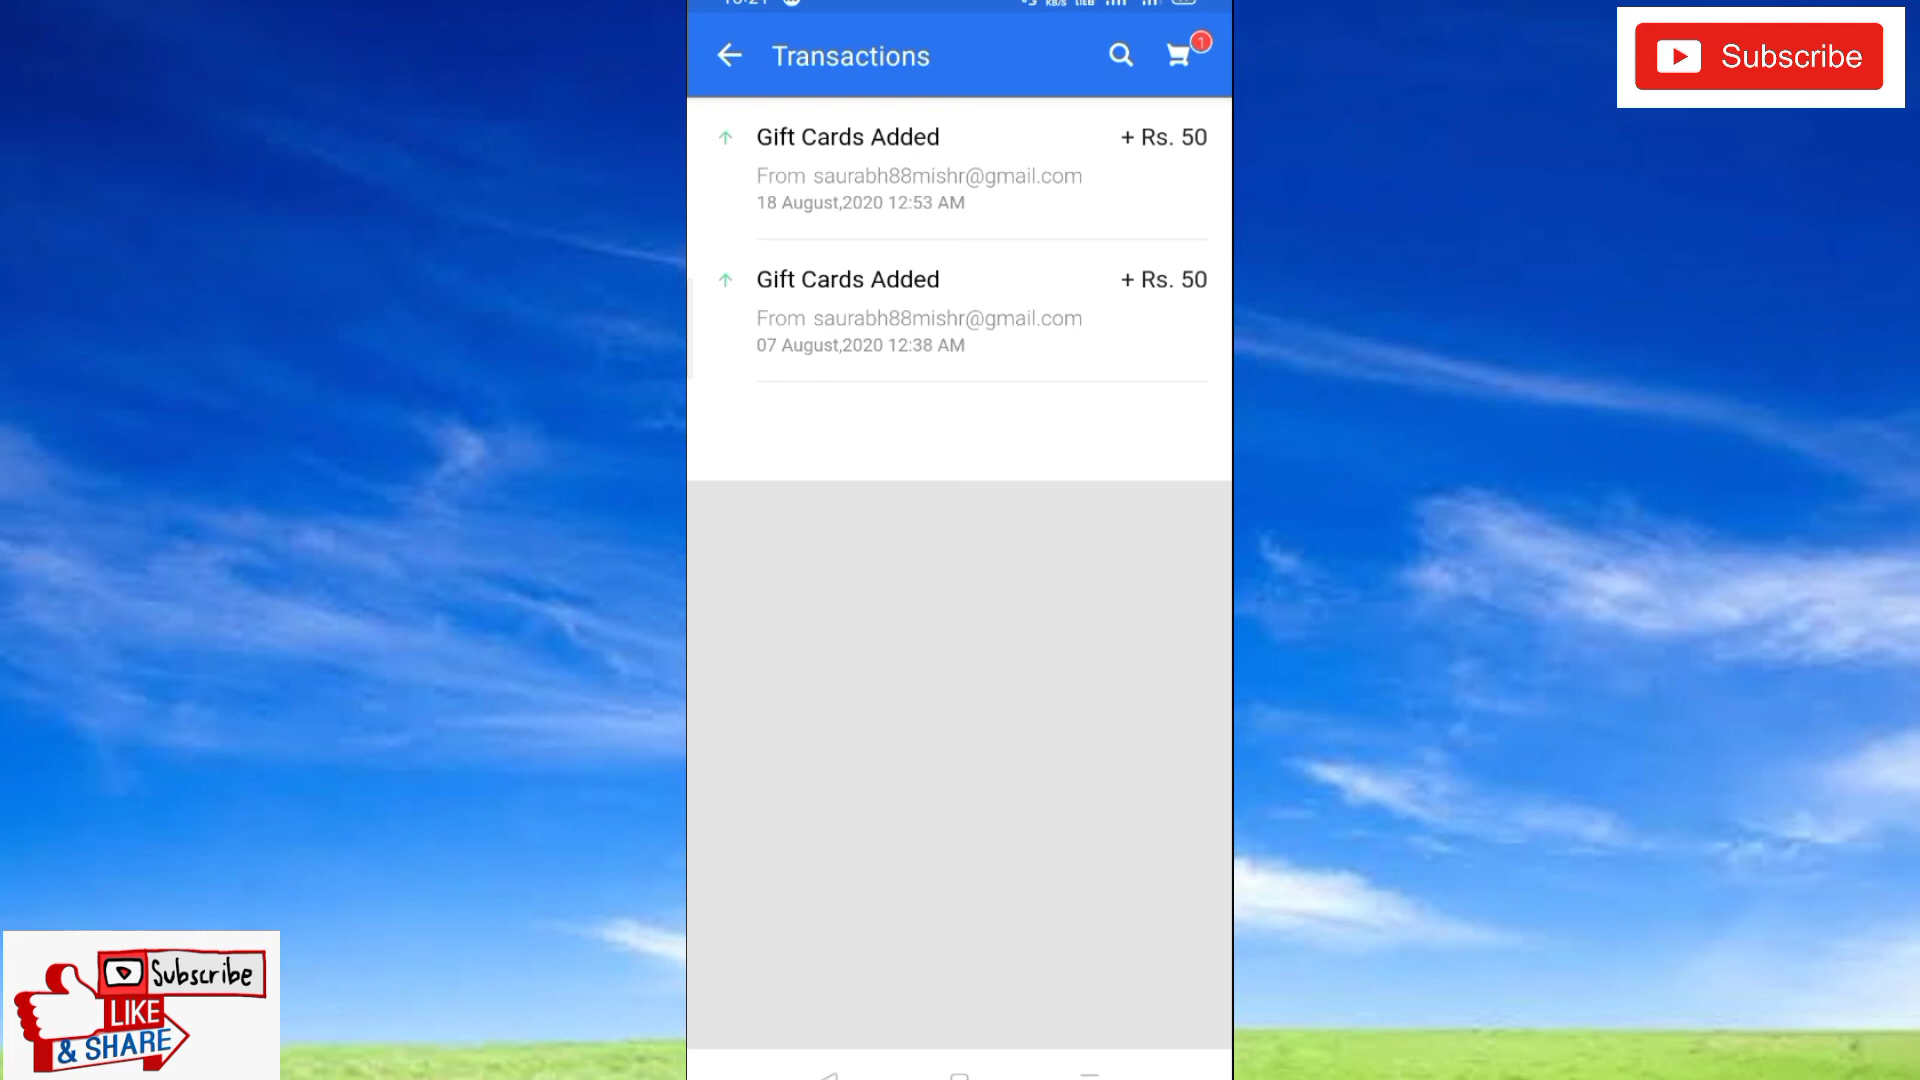 Transactions
1
Subscribe
Gift Cards Added
+ Rs. 50
From saurabh88mishr@gmail.com
18 August,2020 12:53 AM
Gift Cards Added
+ Rs. 50
From saurabh88mishr@gmail.com
07 August,2020 12:38 AM
Subscribe
LIKE
& SHARE